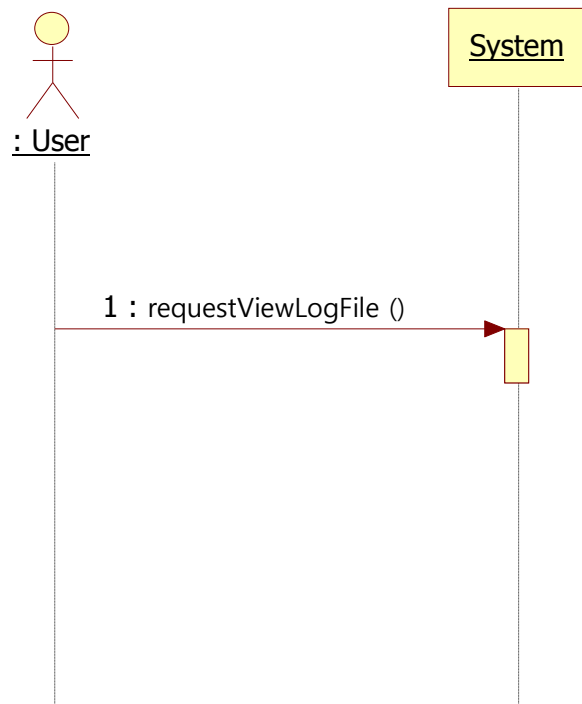 System
: User
1 : requestViewLogFile ()